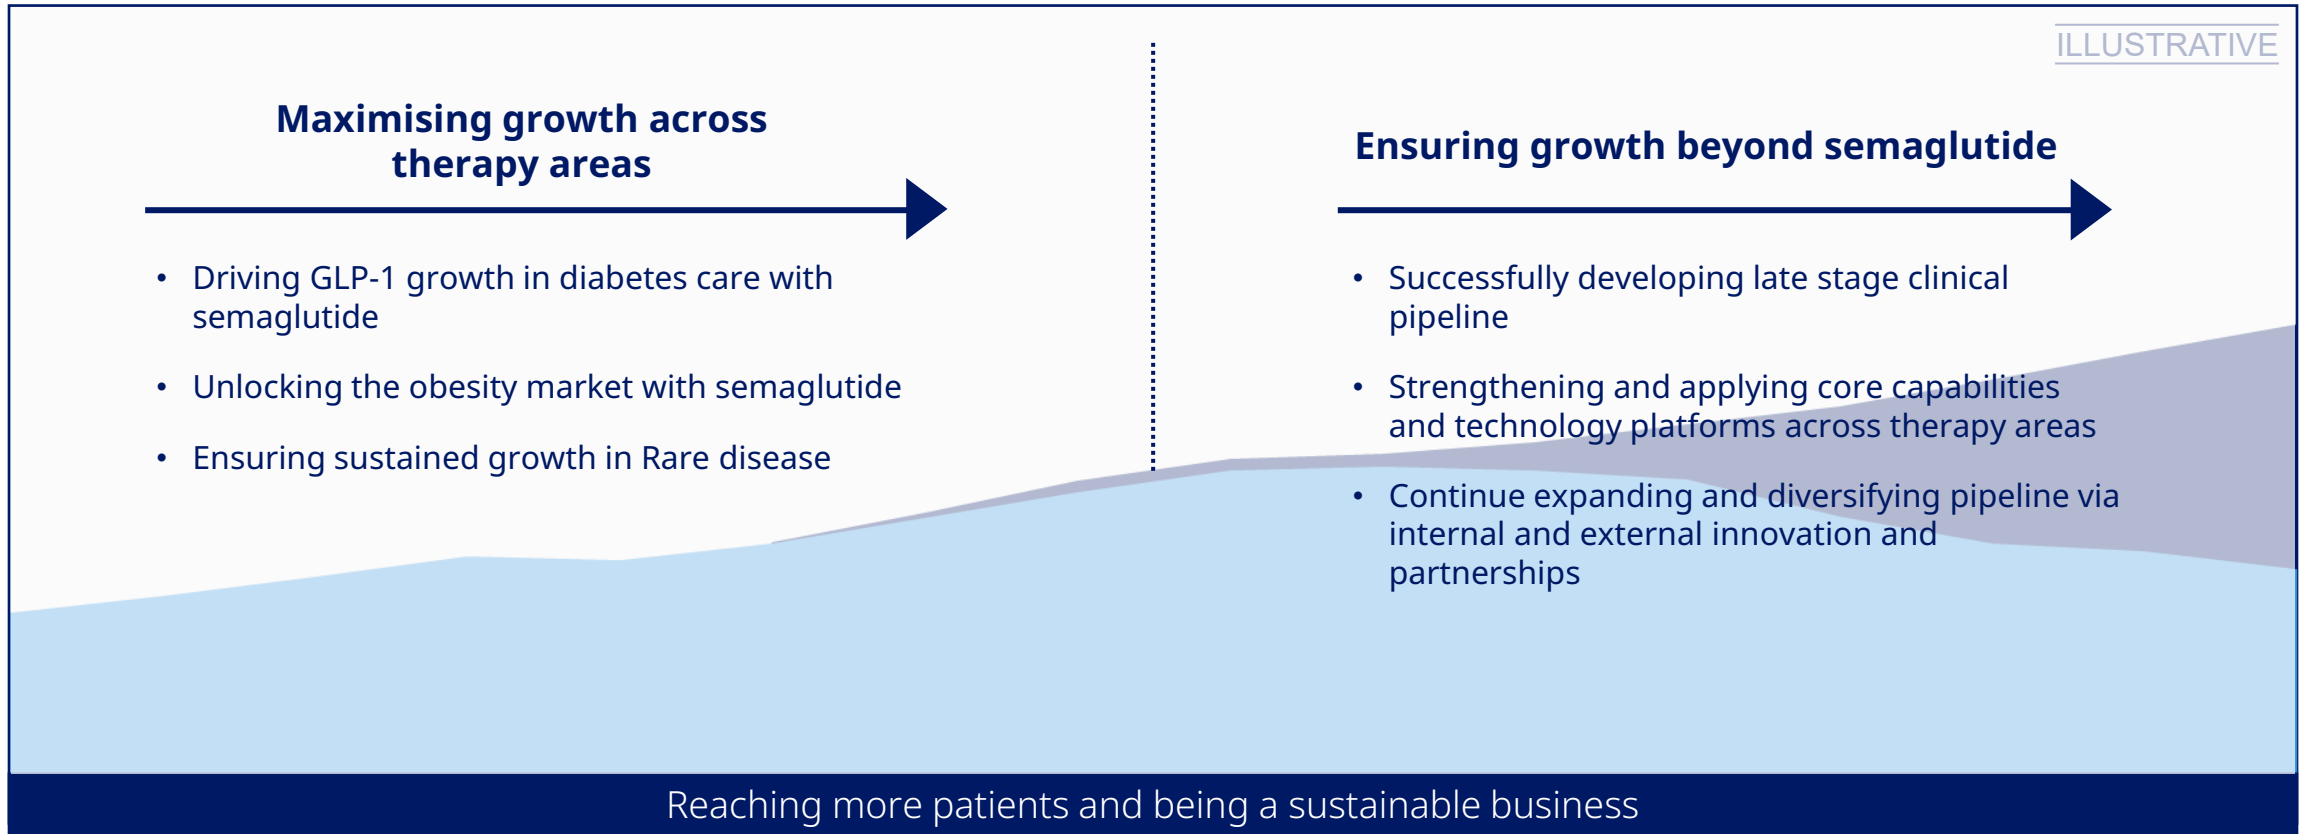 ILLUSTRATIVE
Maximising growth across
therapy areas
• Driving GLP-1 growth in diabetes care with
semaglutide
• Unlocking the obesity market with semaglutide
• Ensuring sustained growth in Rare disease
Ensuring growth beyond semaglutide
• Successfully developing late stage clinical
pipeline
• Strengthening and applying core capabilities
and technology platforms across therapy areas
• Continue expanding and diversifying pipeline via
internal and external innovation and
partnerships
Reaching more patients and being a sustainable business